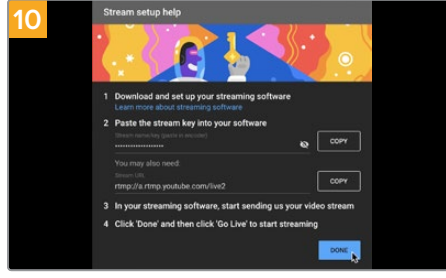 10
Stream setup help
1 Download and set up your streaming software
Learn more about streaming software
2 Paste the stream key into your software
Stream name/key (paste in encoder)
•••••••••••••••••••
COPY
You may also need:
Stream URL
rtmp://a.rtmp.youtube.com/live2
COPY
3 In your streaming software, start sending us your video stream
4 Click 'Done' and then click 'Go Live' to start streaming
DONE